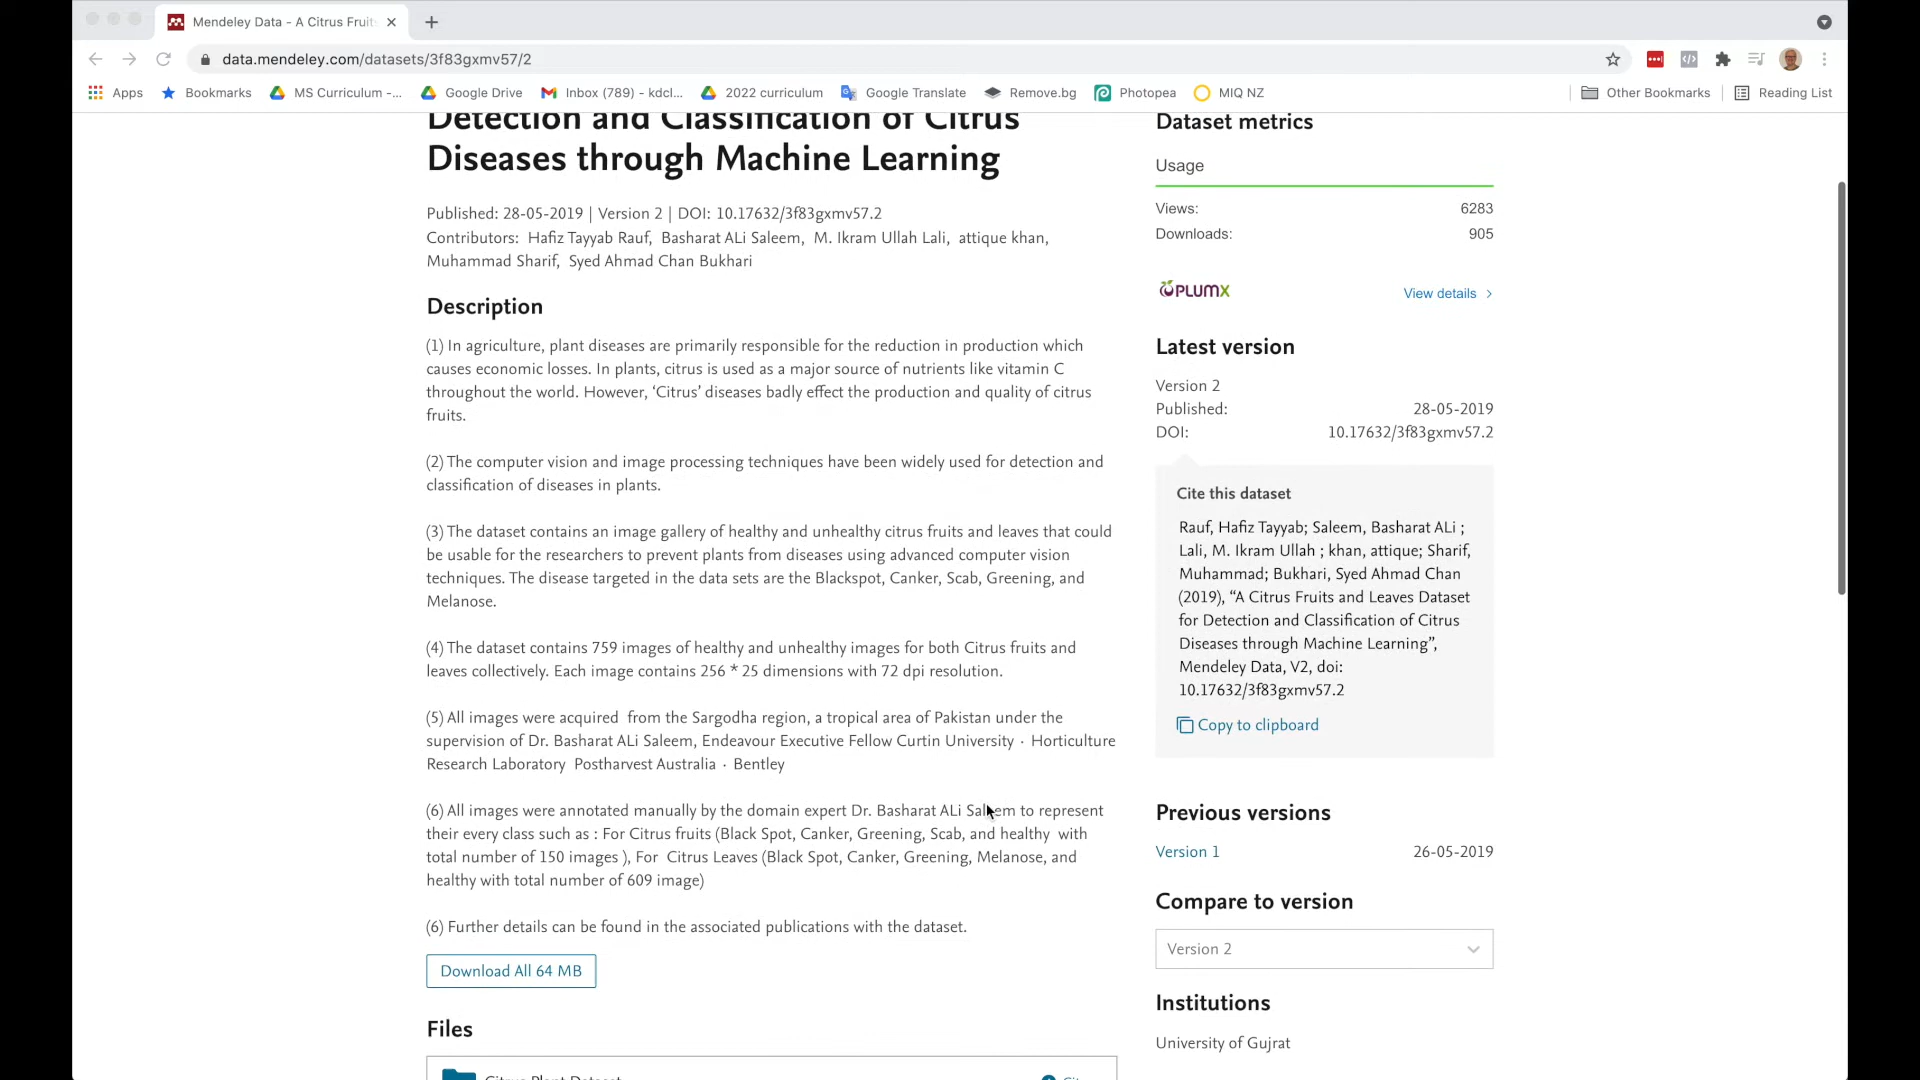 Mendeley Data - A Citrus Fruit
data.mendeley.com/datasets/3f83gxmv57/2
Apps Bookmarks MS Curriculum -... Google Drive Inbox (789) - kdcl... 2022 curriculum Google Translate Remove.bg Photopea MIQ NZ Other Bookmarks Reading List
Detection and Classification of Citrus
Diseases through Machine Learning
Published: 28-05-2019 | Version 2 | DOI: 10.17632/3f83gxmv57.2
Contributors: Hafiz Tayyab Rauf, Basharat ALi Saleem, M. Ikram Ullah Lali, attique khan,
Muhammad Sharif, Syed Ahmad Chan Bukhari
Description
(1) In agriculture, plant diseases are primarily responsible for the reduction in production which
causes economic losses. In plants, citrus is used as a major source of nutrients like vitamin C
throughout the world. However, ‘Citrus’ diseases badly effect the production and quality of citrus
fruits.
(2) The computer vision and image processing techniques have been widely used for detection and
classification of diseases in plants.
(3) The dataset contains an image gallery of healthy and unhealthy citrus fruits and leaves that could
be usable for the researchers to prevent plants from diseases using advanced computer vision
techniques. The disease targeted in the data sets are the Blackspot, Canker, Scab, Greening, and
Melanose.
(4) The dataset contains 759 images of healthy and unhealthy images for both Citrus fruits and
leaves collectively. Each image contains 256 * 25 dimensions with 72 dpi resolution.
(5) All images were acquired from the Sargodha region, a tropical area of Pakistan under the
supervision of Dr. Basharat ALi Saleem, Endeavour Executive Fellow Curtin University · Horticulture
Research Laboratory Postharvest Australia · Bentley
(6) All images were annotated manually by the domain expert Dr. Basharat ALi Saleem to represent
their every class such as : For Citrus fruits (Black Spot, Canker, Greening, Scab, and healthy with
total number of 150 images ), For Citrus Leaves (Black Spot, Canker, Greening, Melanose, and
healthy with total number of 609 image)
(6) Further details can be found in the associated publications with the dataset.
Download All 64 MB
Files
Citrus Plant Dataset
Dataset metrics
Usage
Views: 6283
Downloads: 905
PLUMX View details
Latest version
Version 2
Published: 28-05-2019
DOI: 10.17632/3f83gxmv57.2
Cite this dataset
Rauf, Hafiz Tayyab; Saleem, Basharat ALi ;
Lali, M. Ikram Ullah ; khan, attique; Sharif,
Muhammad; Bukhari, Syed Ahmad Chan
(2019), “A Citrus Fruits and Leaves Dataset
for Detection and Classification of Citrus
Diseases through Machine Learning”,
Mendeley Data, V2, doi:
10.17632/3f83gxmv57.2
Copy to clipboard
Previous versions
Version 1 26-05-2019
Compare to version
Version 2
Institutions
University of Gujrat